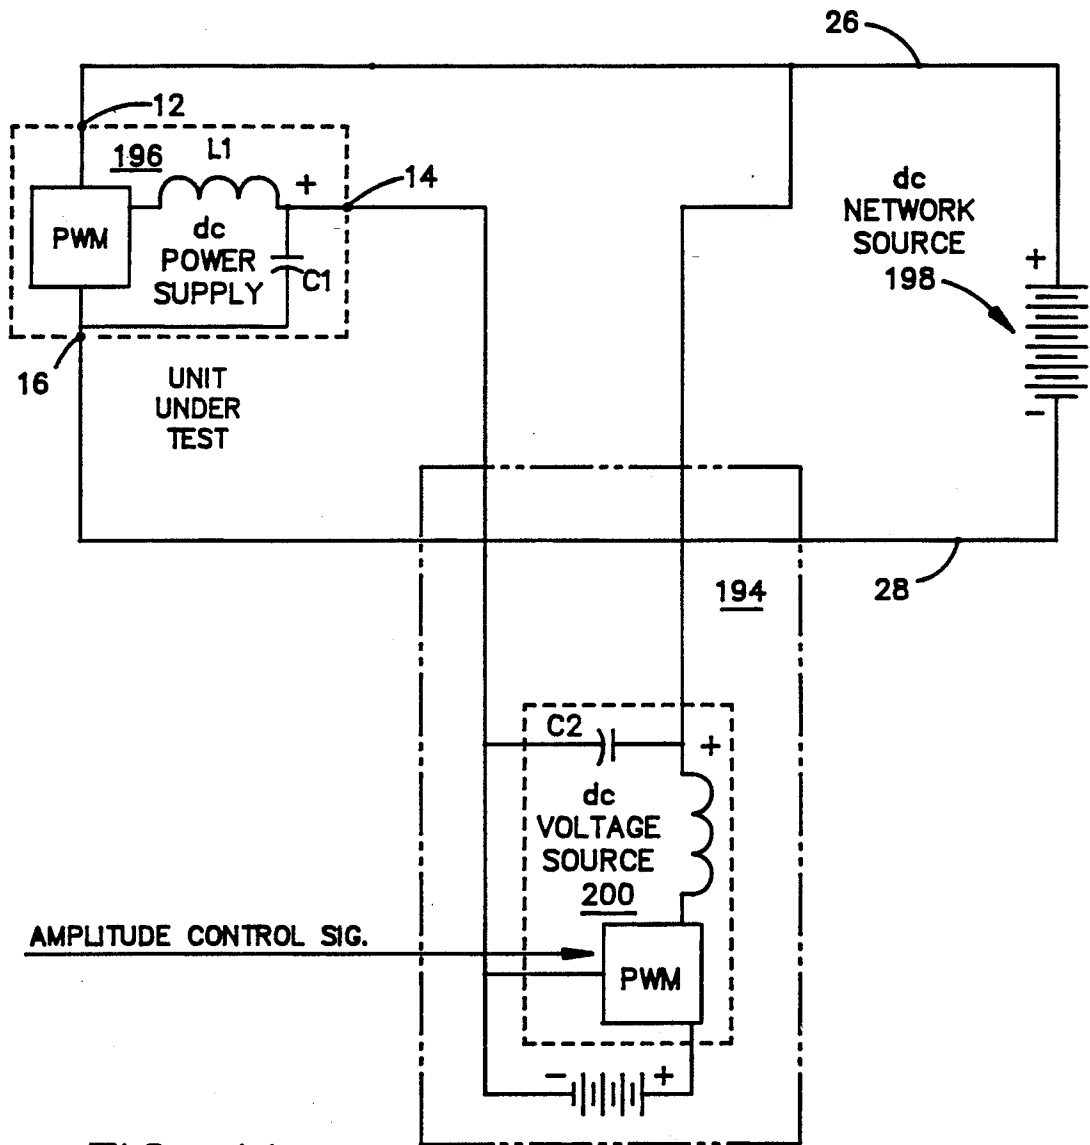 26
12
196
L1
+
14
PWM
dc
POWER
SUPPLY
C1
dc
NETWORK
SOURCE
198
+
-
16
UNIT
UNDER
TEST
28
194
C2
+
dc
VOLTAGE
SOURCE
200
AMPLITUDE CONTROL SIG.
PWM
-
+